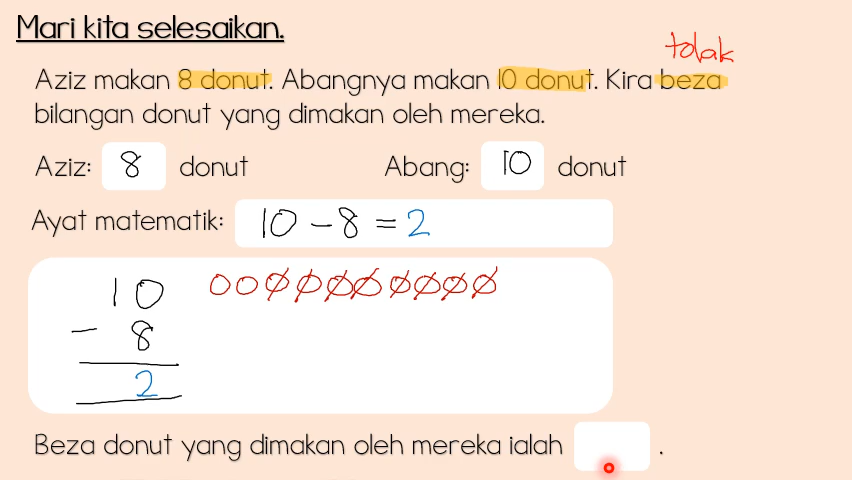 Mari kita selesaikan.
tolak
Aziz makan 8 donut. Abangnya makan 10 donut. Kira beza
bilangan donut yang dimakan oleh mereka.
Aziz: 8 donut Abang: 10 donut
Ayat matematik: 10 - 8 = 2
10
- 8
2
Beza donut yang dimakan oleh mereka ialah .